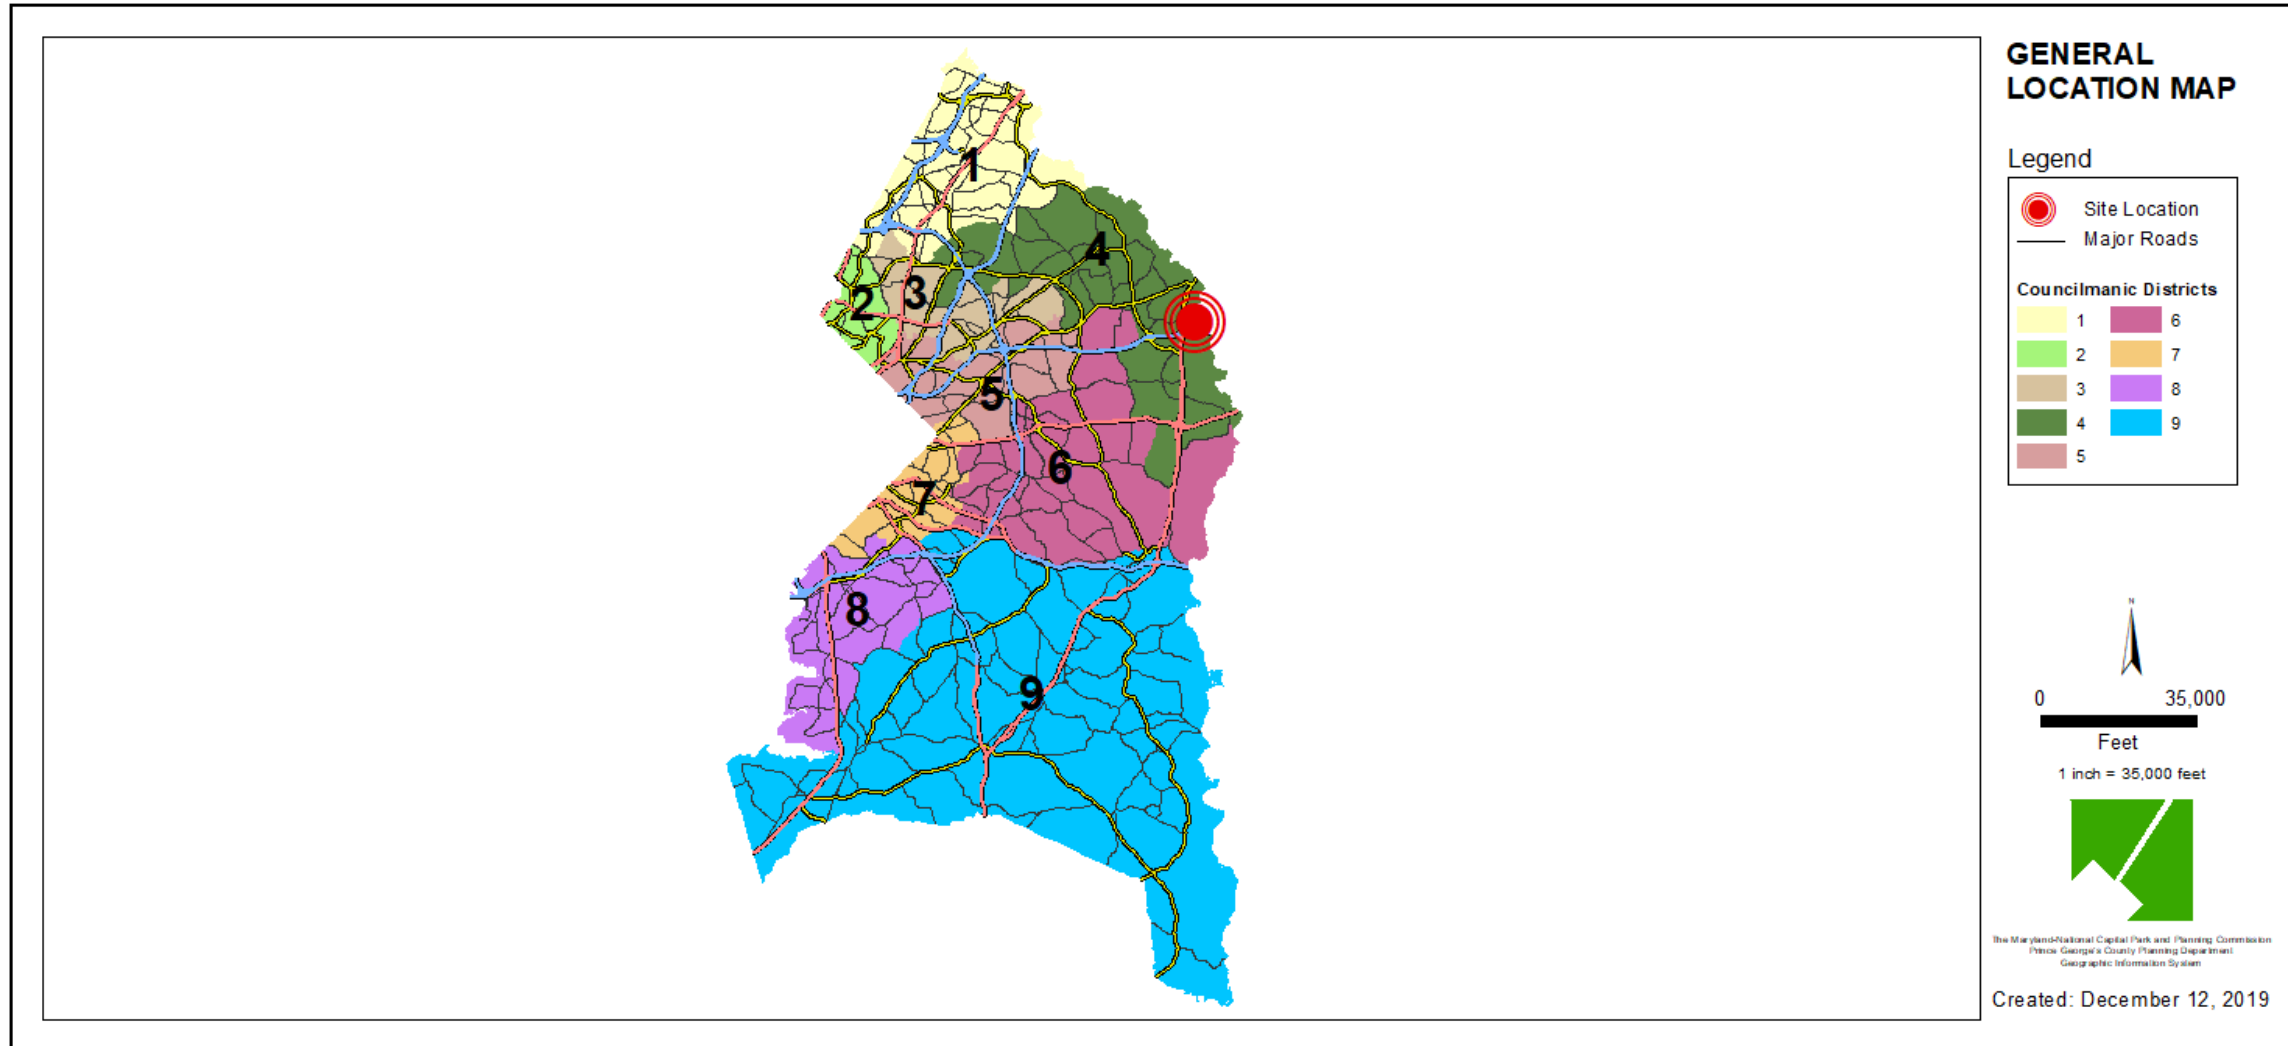 GENERAL
LOCATION MAP
Legend
Site Location
Major Roads
Councilmanic Districts
1 6
2 7
3 8
4 9
5
1
4
2
3
5
6
7
8
9
N
0 35,000
Feet
1 inch = 35,000 feet
The Maryland-National Capital Park and Planning Commission
Prince George's County Planning Department
Geographic Information System
Created: December 12, 2019